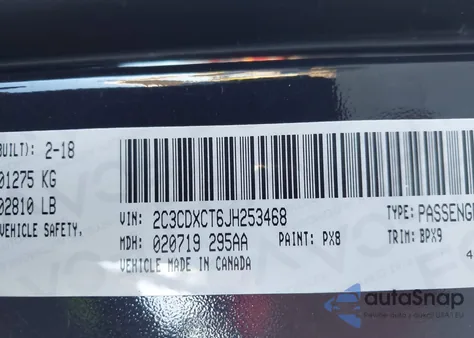 BUILT): 2-18
01275 KG
02810 LB
VEHICLE SAFETY.
VIN: 2C3CDXCT6JH253468
TYPE: PASSENGE
MDH: 020719 295AA
PAINT: PX8
TRIM: BPX9
VEHICLE MADE IN CANADA
4
autoSnap